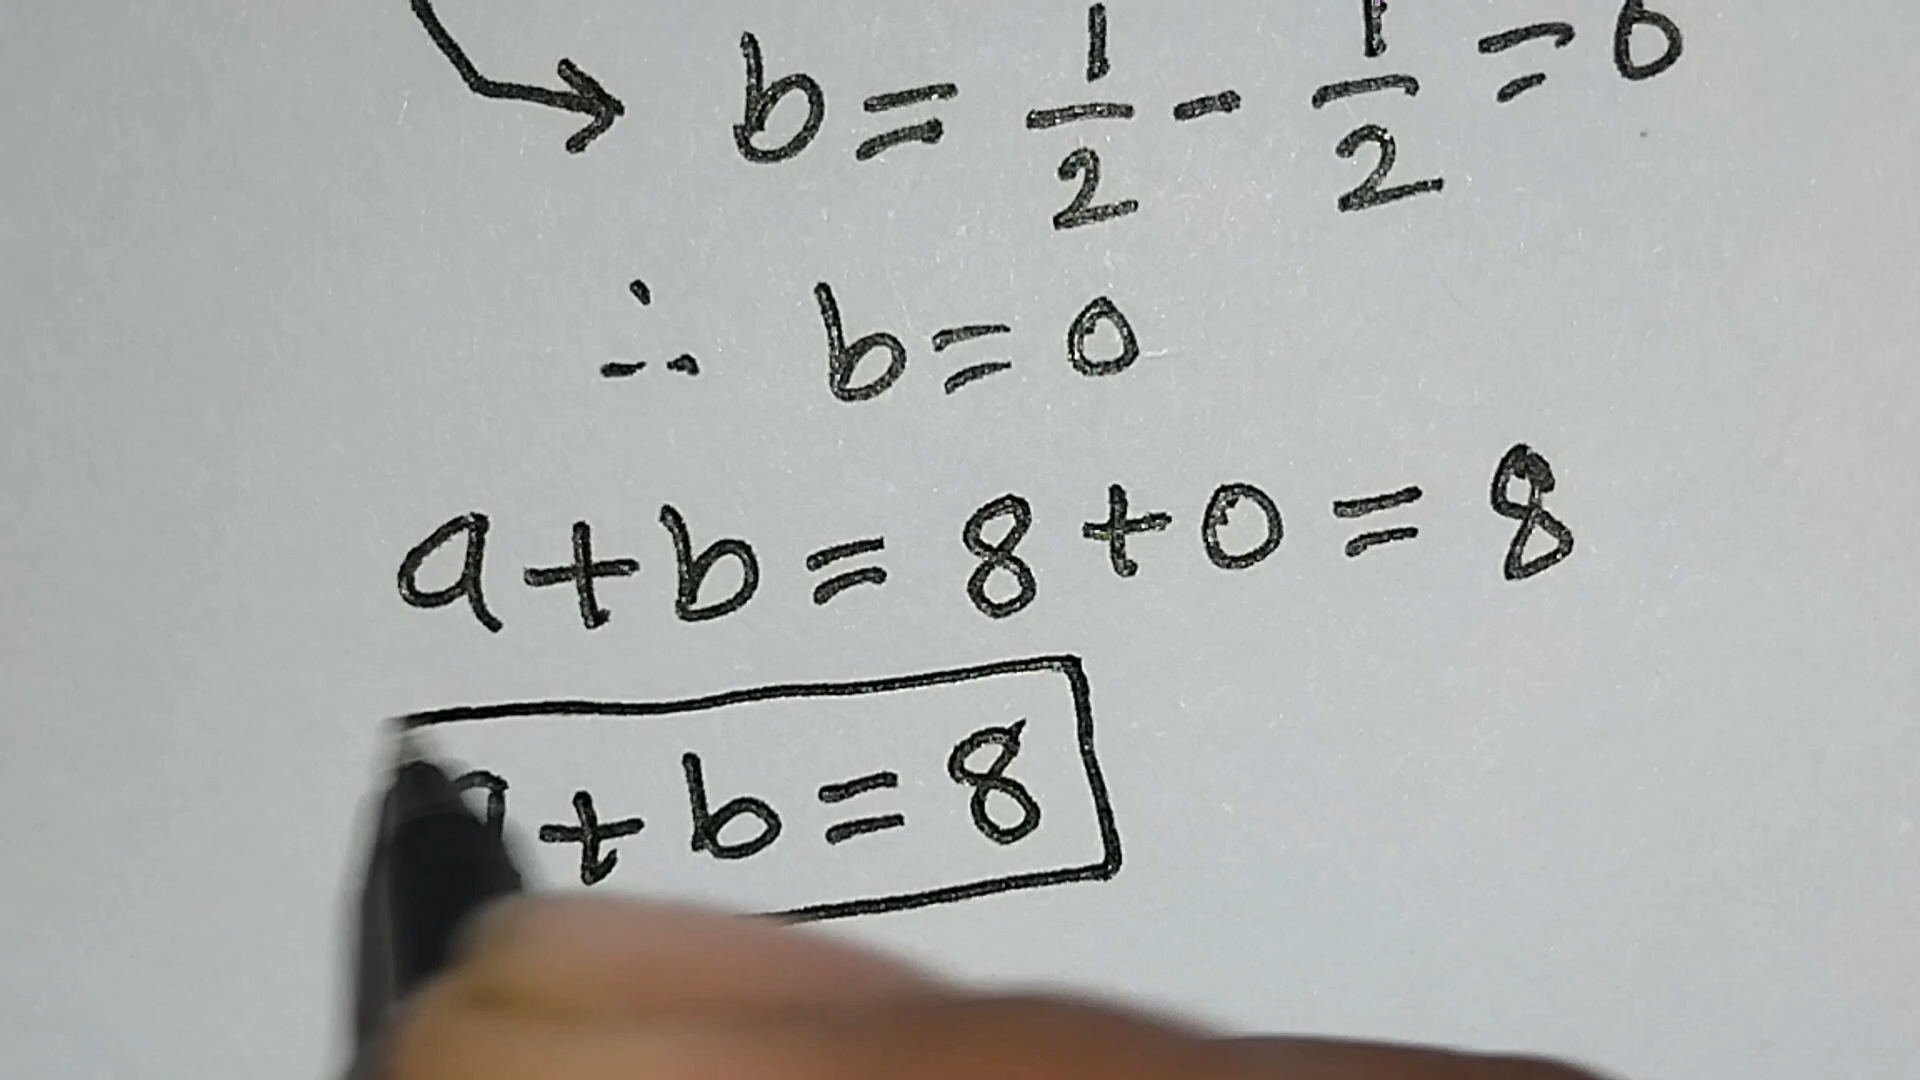 b = 1/2 - 1/2 = 0
∴ b = 0
a + b = 8 + 0 = 8
a + b = 8